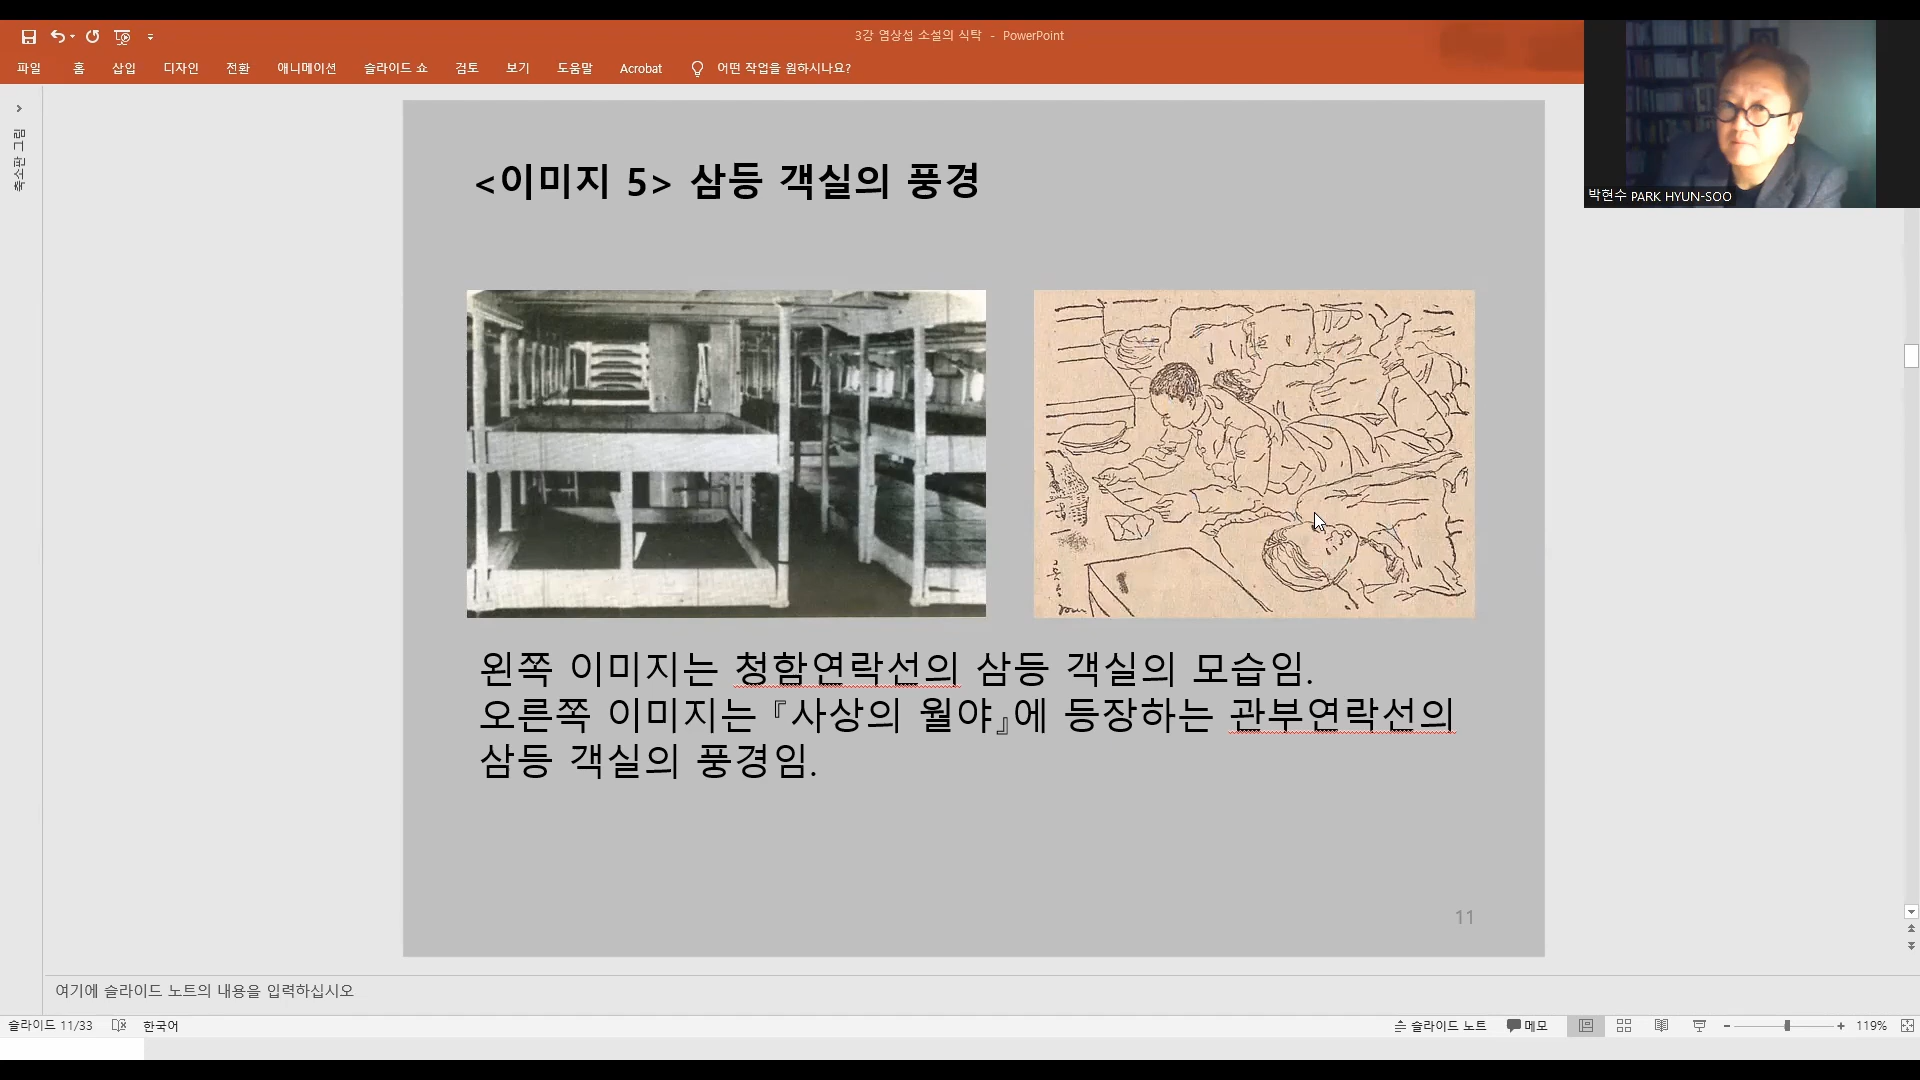 3강 염상섭 소설의 식탁 - PowerPoint
파일 홈 삽입 디자인 전환 애니메이션 슬라이드 쇼 검토 보기 도움말 Acrobat 어떤 작업을 원하시나요?
박현수 PARK HYUN-SOO
축소판 그림
<이미지 5> 삼등 객실의 풍경
왼쪽 이미지는 청함연락선의 삼등 객실의 모습임.
오른쪽 이미지는『사상의 월야』에 등장하는 관부연락선의
삼등 객실의 풍경임.
11
여기에 슬라이드 노트의 내용을 입력하십시오
슬라이드 11/33 한국어 슬라이드 노트 메모 119%